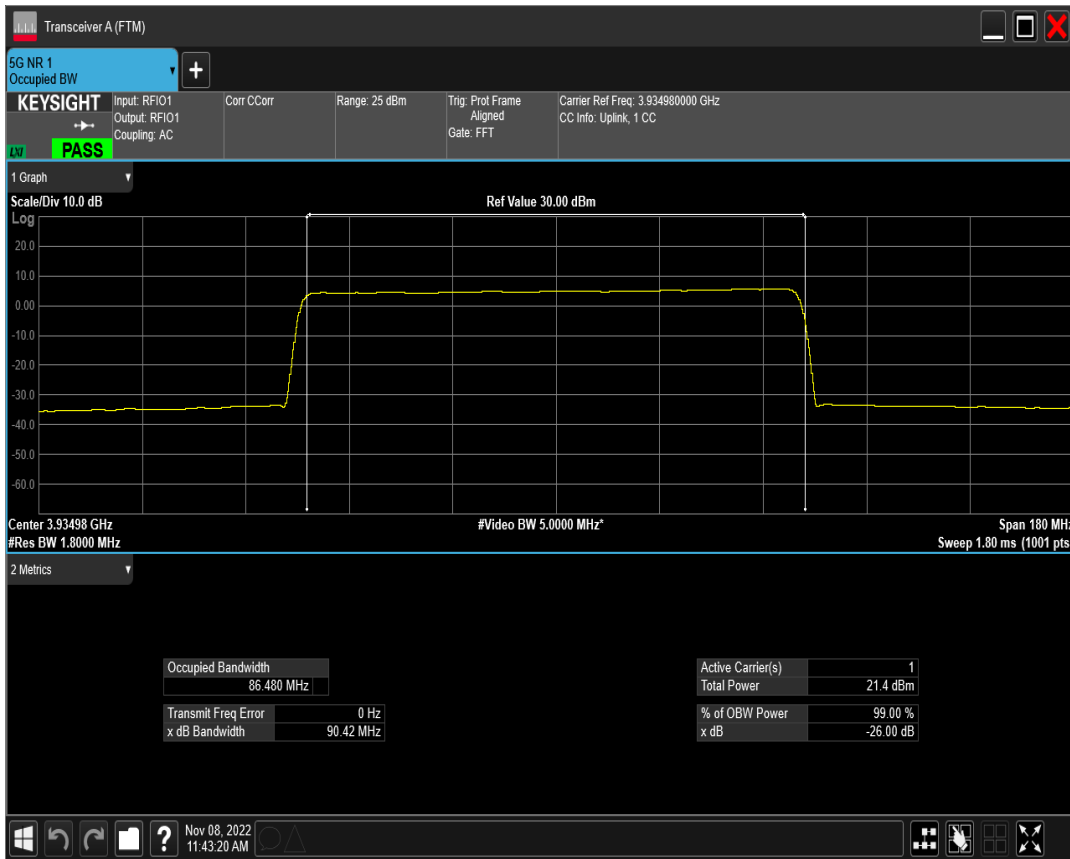 Transceiver A (FTM)
5G NR 1
Occupied BW
+
KEYSIGHT
LXI
PASS
Input: RFIO1
Output: RFIO1
Coupling: AC
Corr CCorr
Range: 25 dBm
Trig: Prot Frame
Aligned
Gate: FFT
Carrier Ref Freq: 3.934980000 GHz
CC Info: Uplink, 1 CC
1 Graph
Scale/Div 10.0 dB
Ref Value 30.00 dBm
Log
20.0
10.0
0.00
-10.0
-20.0
-30.0
-40.0
-50.0
-60.0
Center 3.93498 GHz
#Video BW 5.0000 MHz*
Span 180 MHz
#Res BW 1.8000 MHz
Sweep 1.80 ms (1001 pts
2 Metrics
Occupied Bandwidth
86.480 MHz
Transmit Freq Error 0 Hz
x dB Bandwidth 90.42 MHz
Active Carrier(s) 1
Total Power 21.4 dBm
% of OBW Power 99.00 %
x dB -26.00 dB
?
Nov 08, 2022
11:43:20 AM